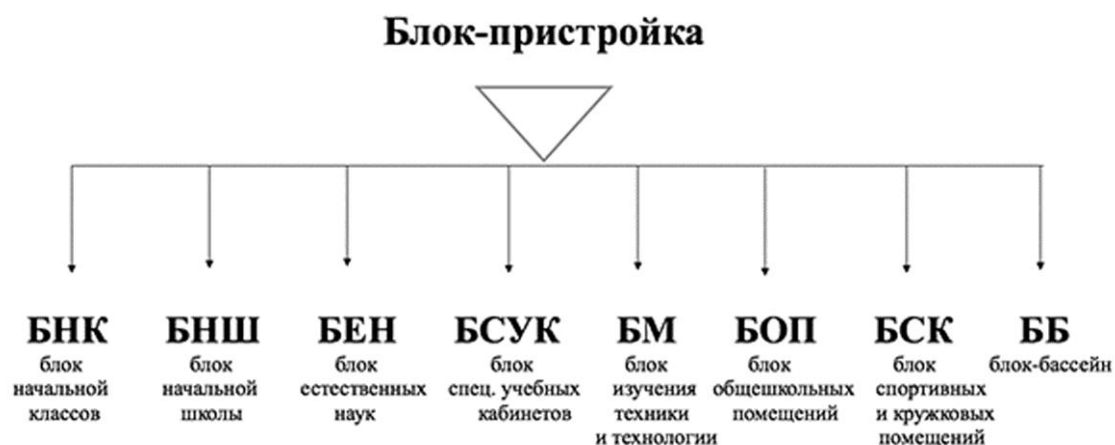 Блок-пристройка
БНК
блок
начальной
классов
БНШ
блок
начальной
школы
БЕН
блок
естественных
наук
БСУК
блок
спец. учебных
кабинетов
БМ
блок
изучения
техники
и технологии
БОП
блок
общешкольных
помещений
БСК
блок
спортивных
и кружковых
помещений
ББ
блок-бассейн